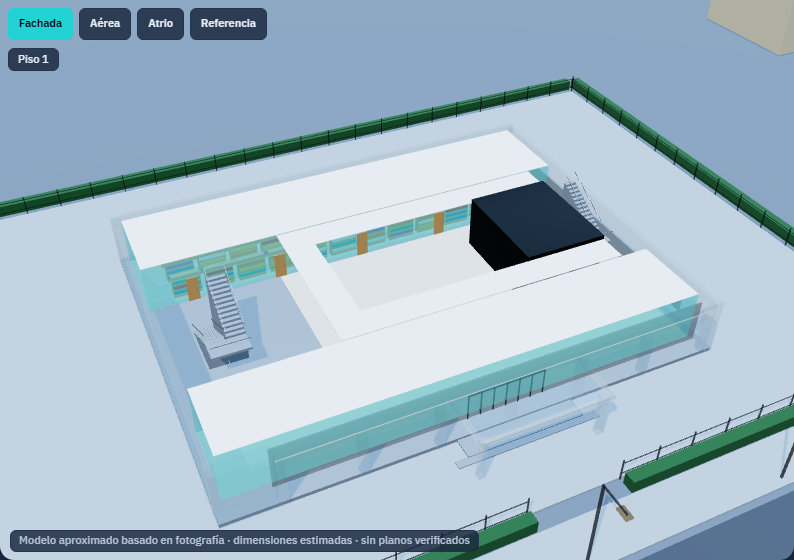 Fachada
Aérea
Atrio
Referencia
Piso 1
Modelo aproximado basado en fotografía · dimensiones estimadas · sin planos verificados